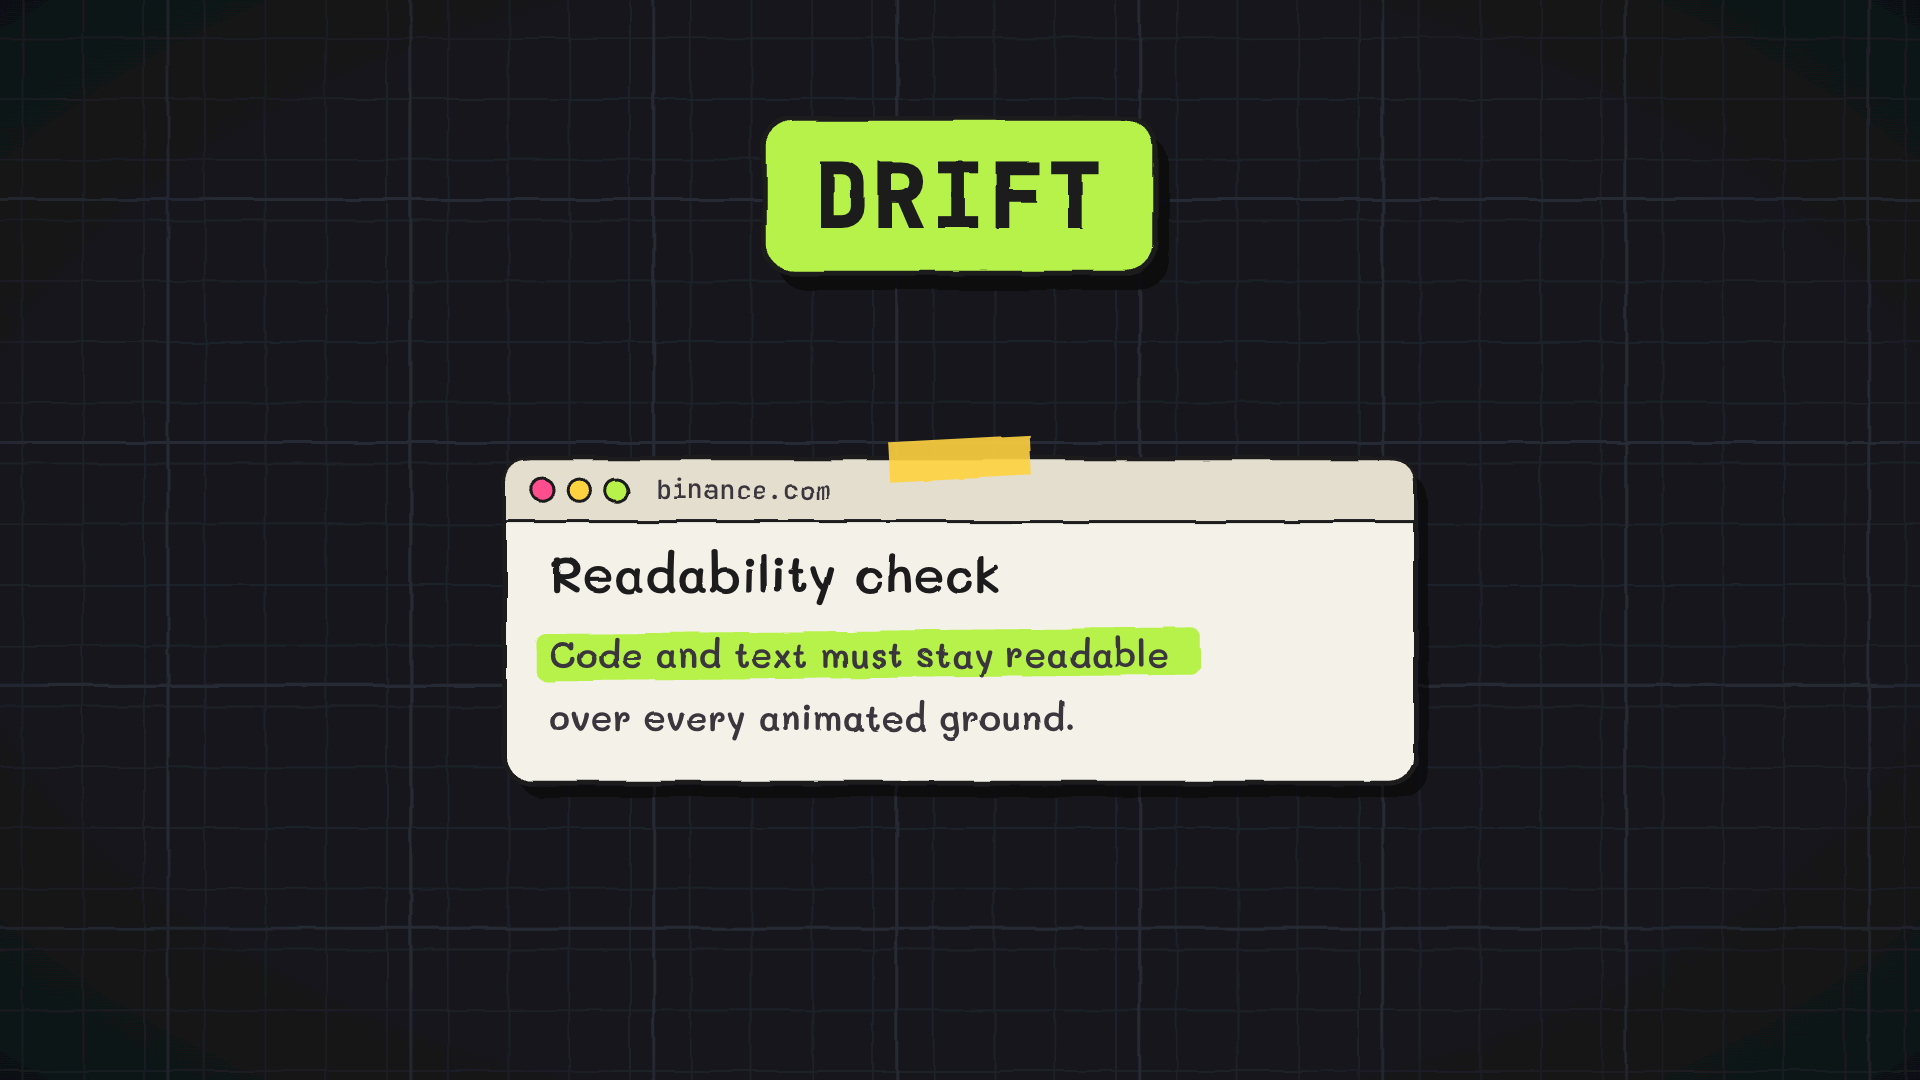 DRIFT
binance.com
Readability check
Code and text must stay readable
over every animated ground.